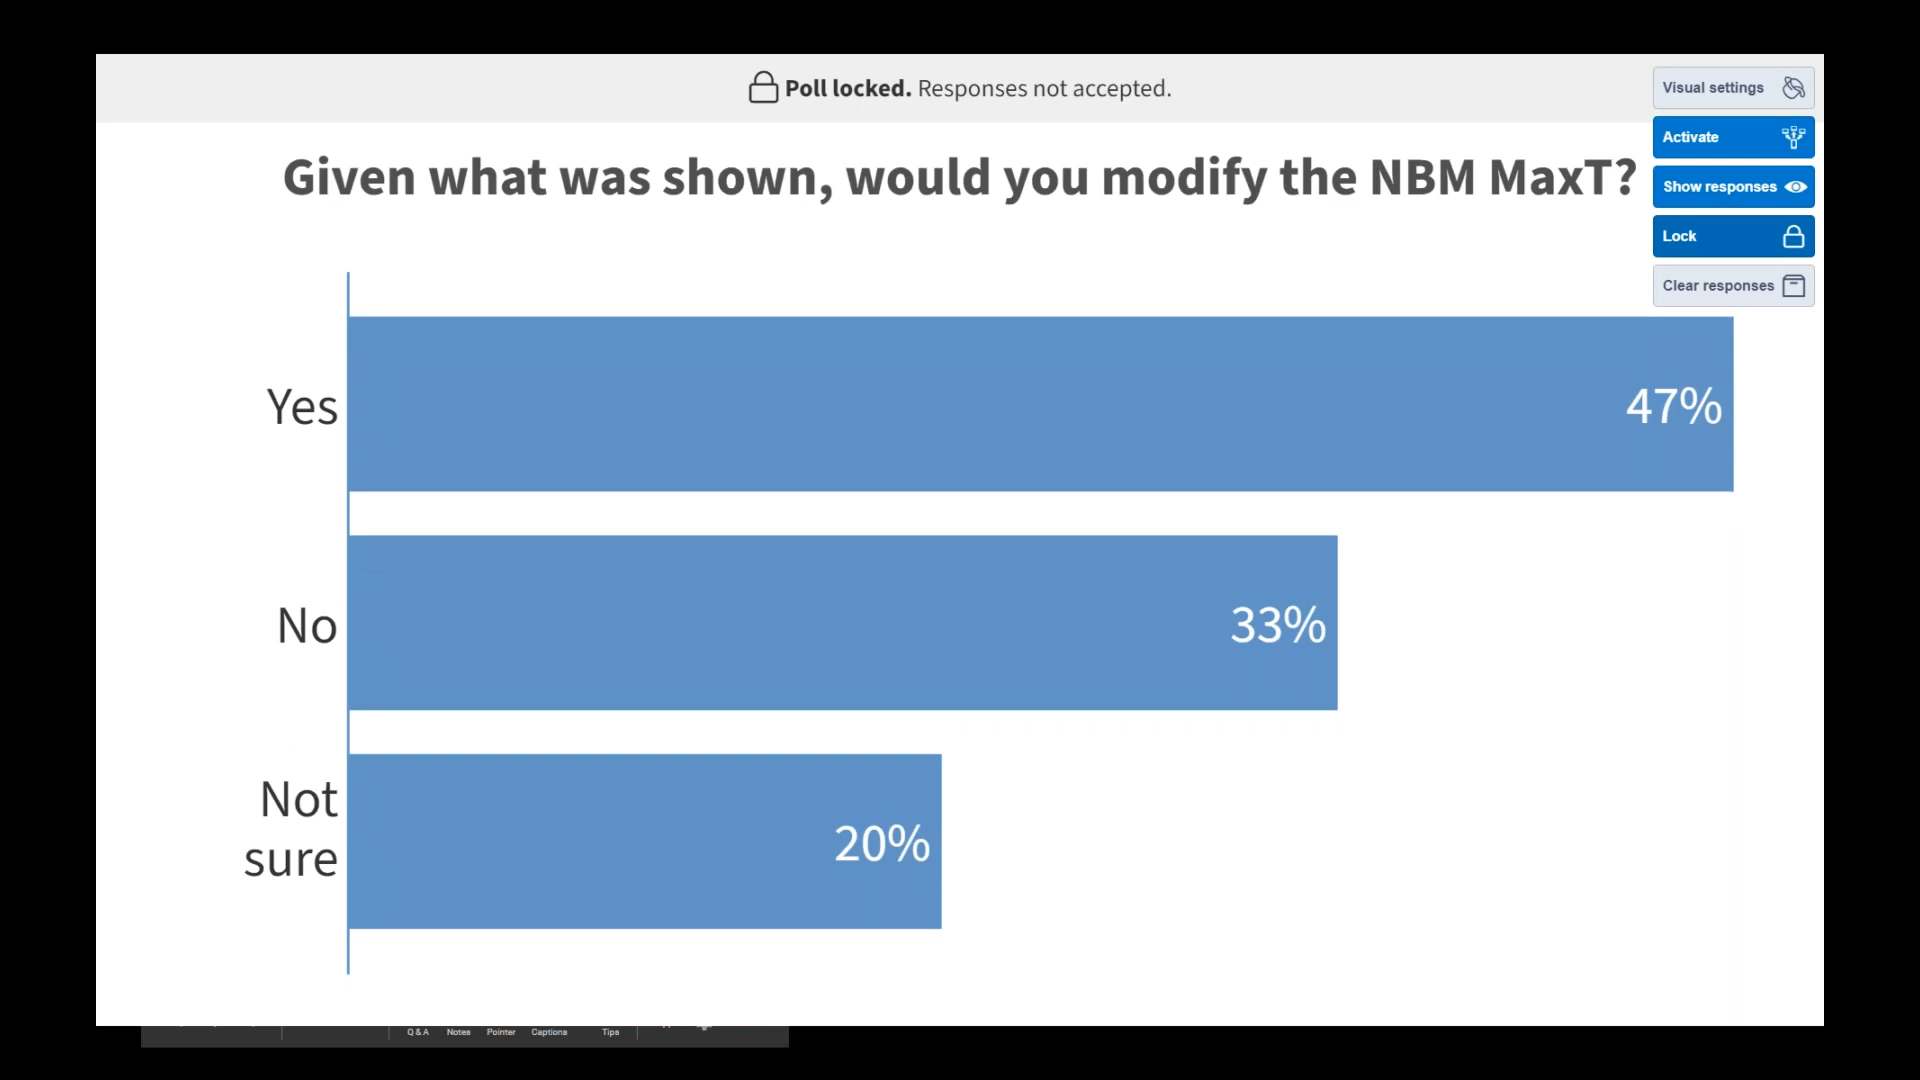 Poll locked. Responses not accepted.
Visual settings
Activate
Show responses
Lock
Clear responses
Given what was shown, would you modify the NBM MaxT?
Yes
47%
No
33%
Not
sure
20%
Q & A Notes Pointer Captions Tips